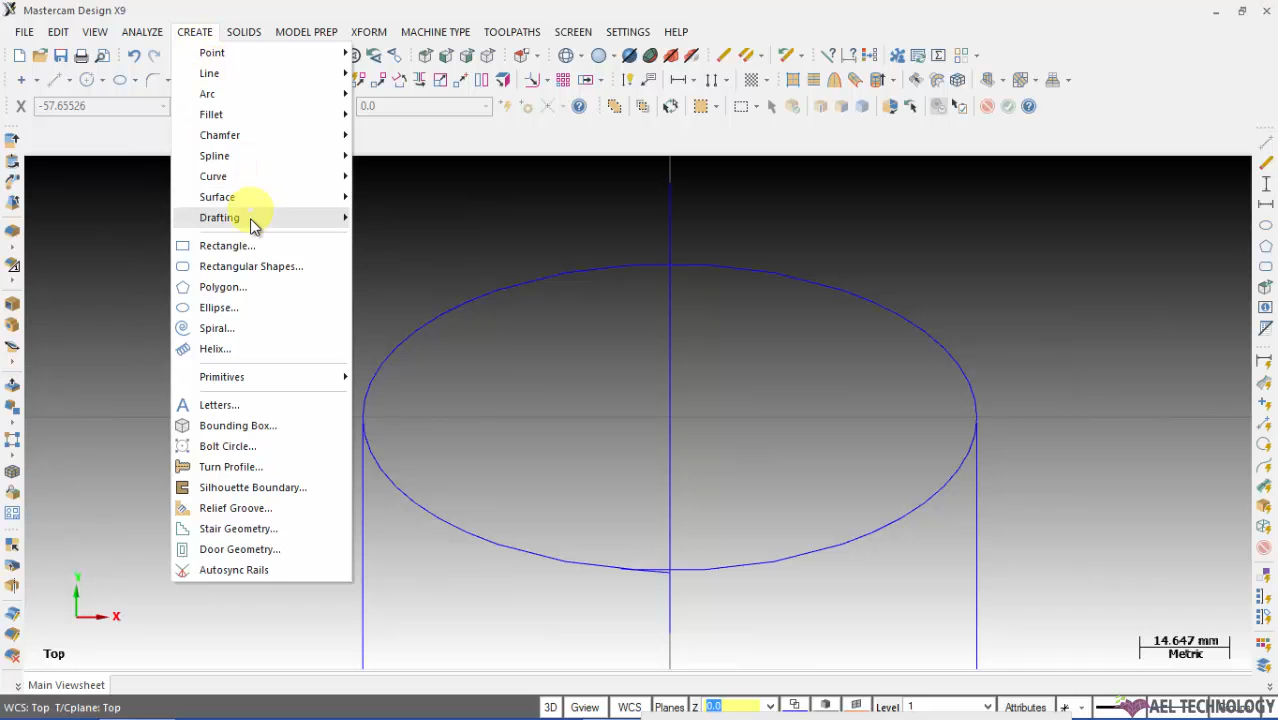 Mastercam Design X9
FILE EDIT VIEW ANALYZE CREATE SOLIDS MODEL PREP XFORM MACHINE TYPE TOOLPATHS SCREEN SETTINGS HELP
X -57.65526 0.0
Point
Line
Arc
Fillet
Chamfer
Spline
Curve
Surface
Drafting
Rectangle...
Rectangular Shapes...
Polygon...
Ellipse...
Spiral...
Helix...
Primitives
Letters...
Bounding Box...
Bolt Circle...
Turn Profile...
Silhouette Boundary...
Relief Groove...
Stair Geometry...
Door Geometry...
Autosync Rails
Y
X
Top
14.647 mm
Metric
Main Viewsheet
WCS: Top T/Cplane: Top 3D Gview WCS Planes Z 0.0 Level 1 Attributes
AEL TECHNOLOGY